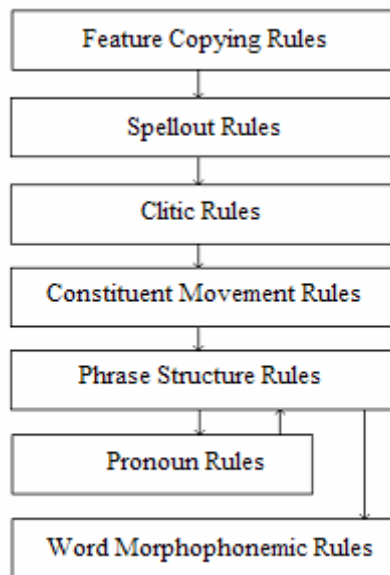 Feature Copying Rules
Spellout Rules
Clitic Rules
Constituent Movement Rules
Phrase Structure Rules
Pronoun Rules
Word Morphophonemic Rules